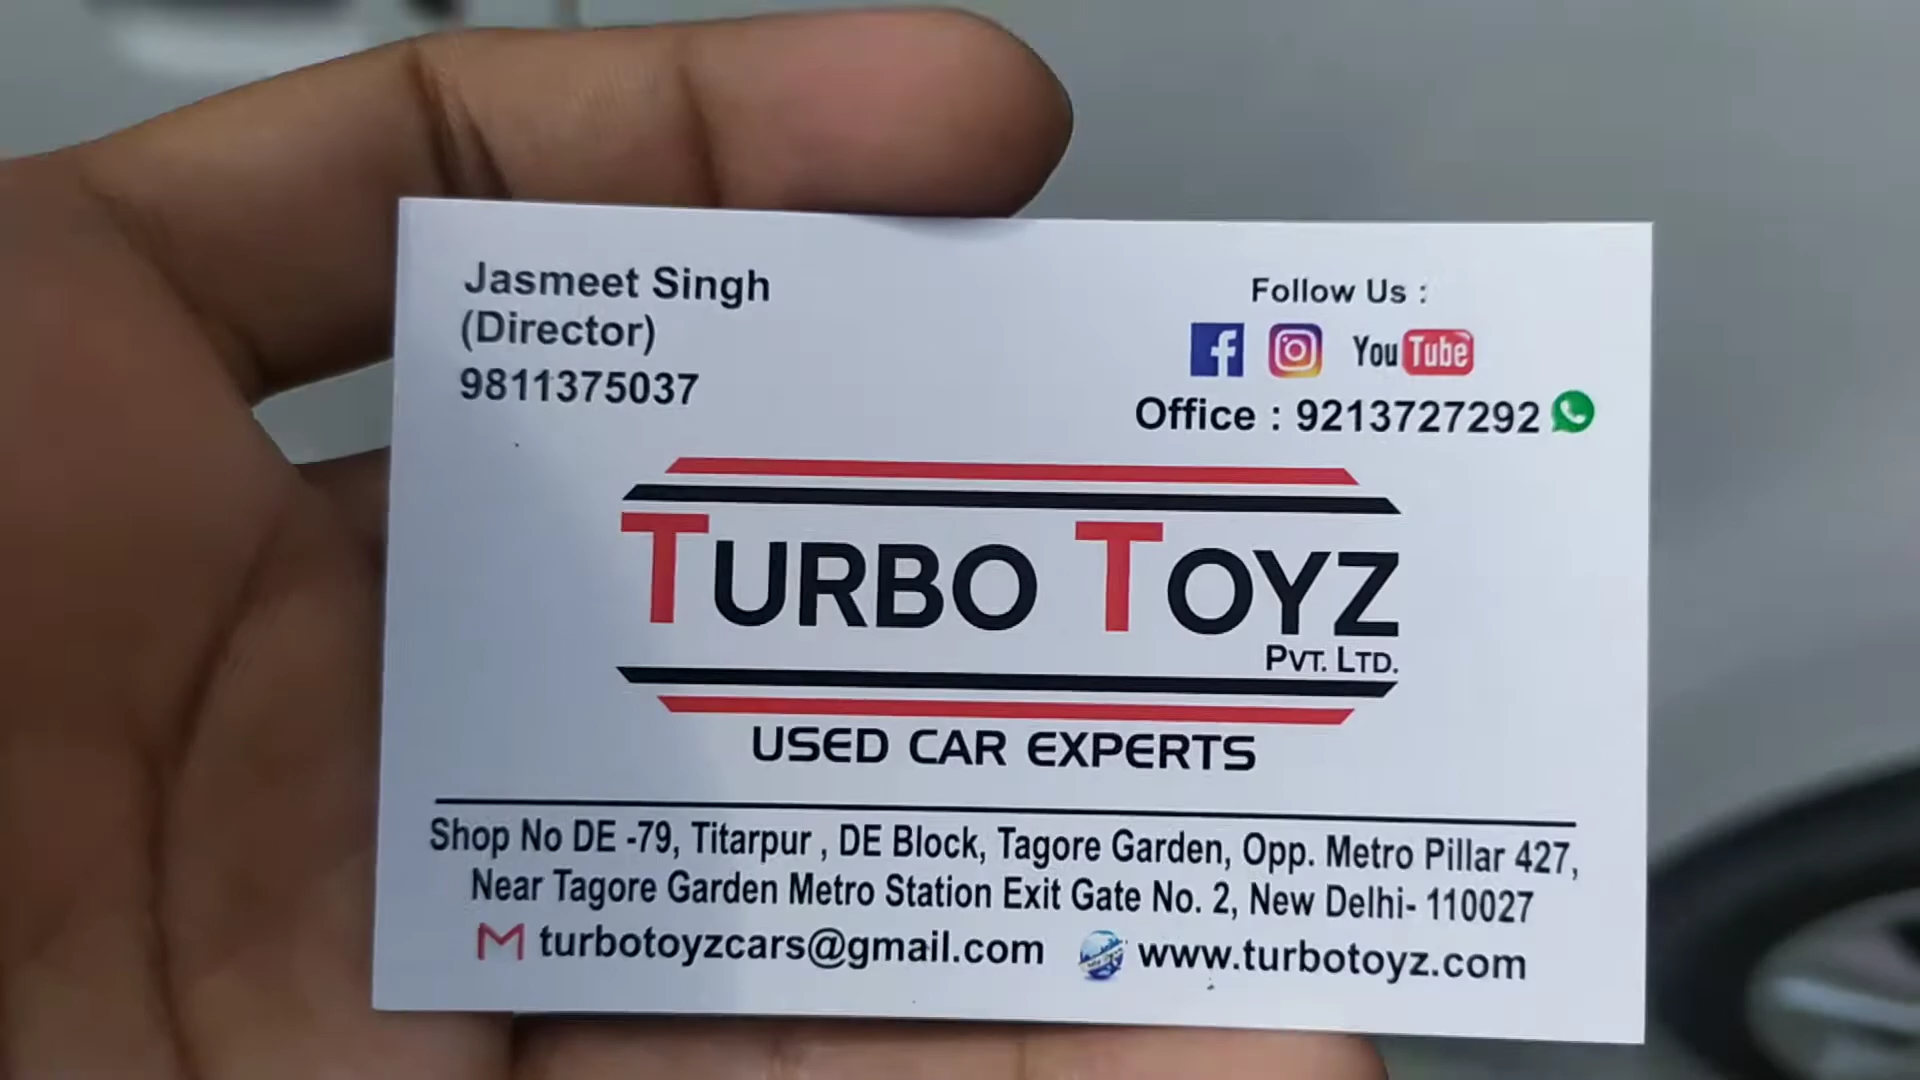 Jasmeet Singh
(Director)
9811375037
Follow Us :
You Tube
Office : 9213727292
TURBO TOYZ
PVT. LTD.
USED CAR EXPERTS
Shop No DE -79, Titarpur , DE Block, Tagore Garden, Opp. Metro Pillar 427,
Near Tagore Garden Metro Station Exit Gate No. 2, New Delhi- 110027
turbotoyzcars@gmail.com www.turbotoyz.com